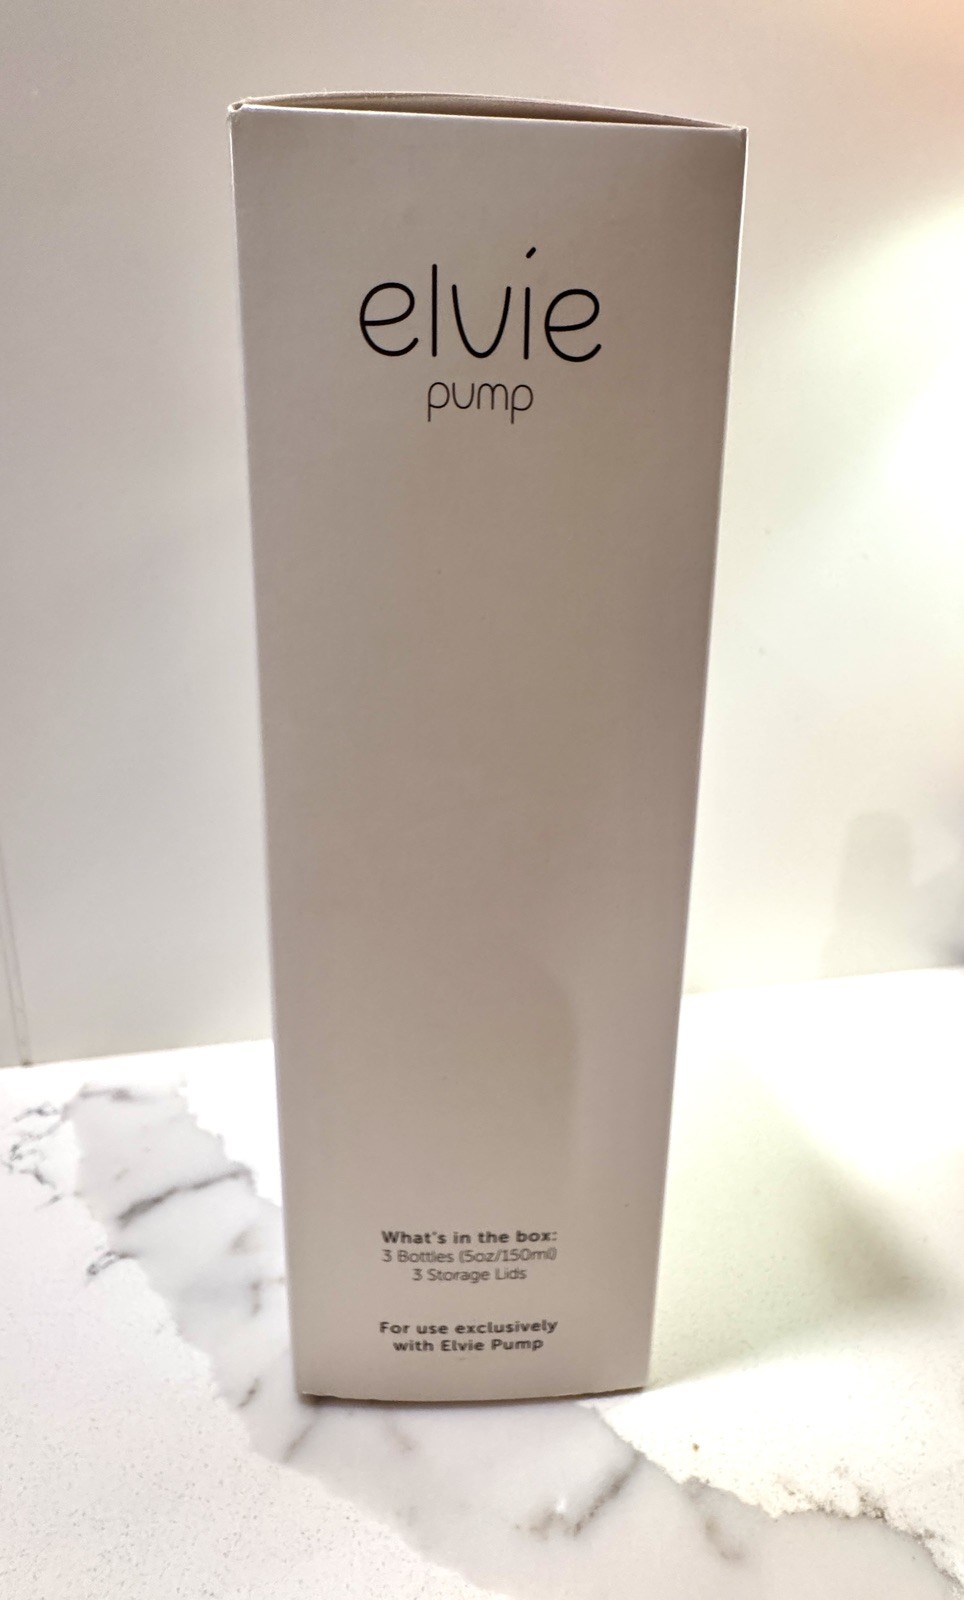 elvie
pump
What's in the box:
3 Bottles (5oz/150ml)
3 Storage Lids
For use exclusively
with Elvie Pump